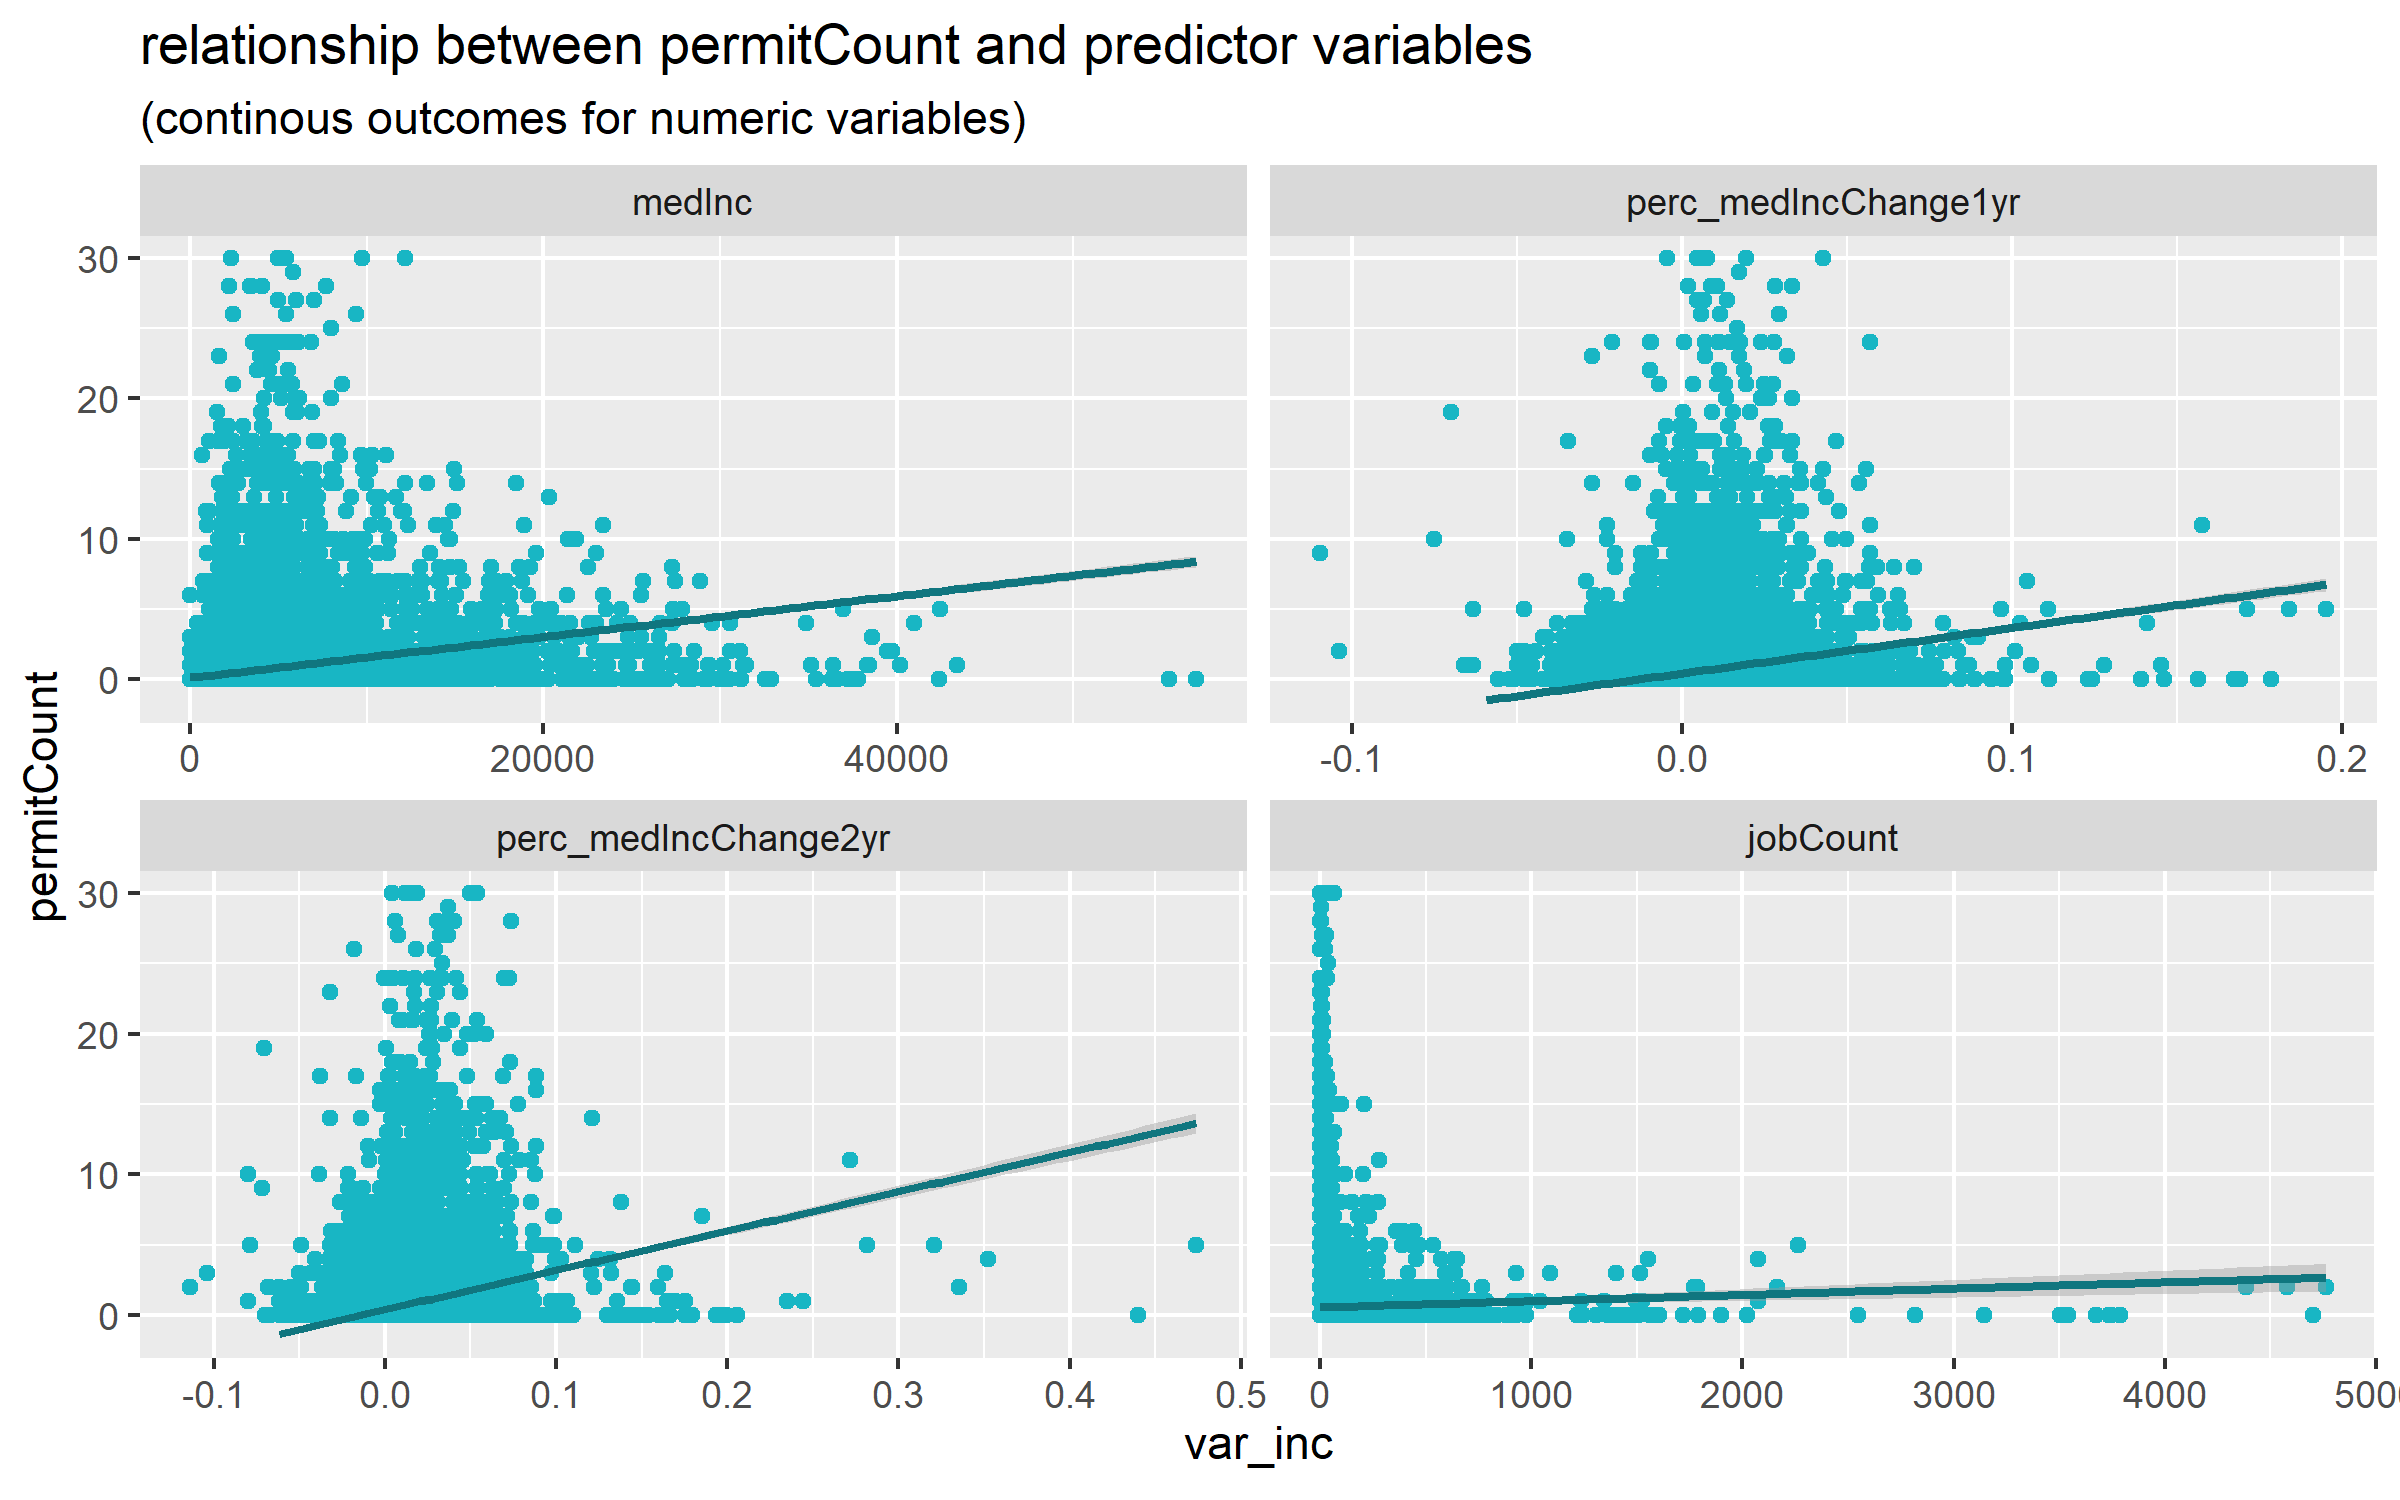 relationship between permitCount and predictor variables
(continous outcomes for numeric variables)
medInc
perc_medIncChange1yr
30
20
10
0
0 20000 40000
-0.1 0.0 0.1 0.2
permitCount
perc_medIncChange2yr
jobCount
30
20
10
0
-0.1 0.0 0.1 0.2 0.3 0.4 0.5
0 1000 2000 3000 4000 500
var_inc